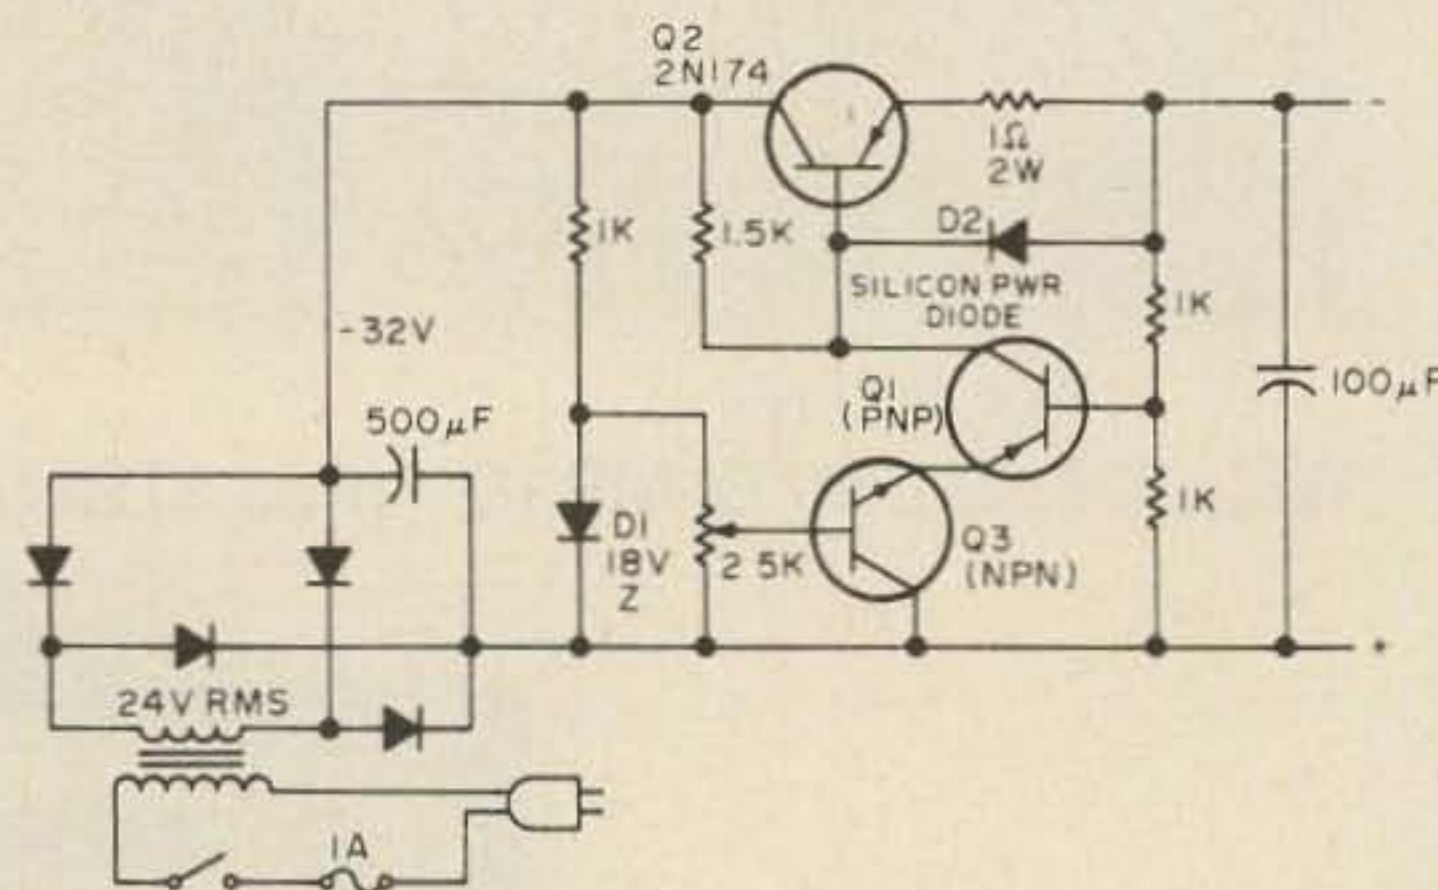 Q2
2N174
1Ω
2W
1K
1.5K
D2
SILICON PWR
DIODE
1K
-32V
Q1
(PNP)
100µF
500µF
D1
18V
Z
2 5K
Q3
(NPN)
1K
24V RMS
1A
-
+